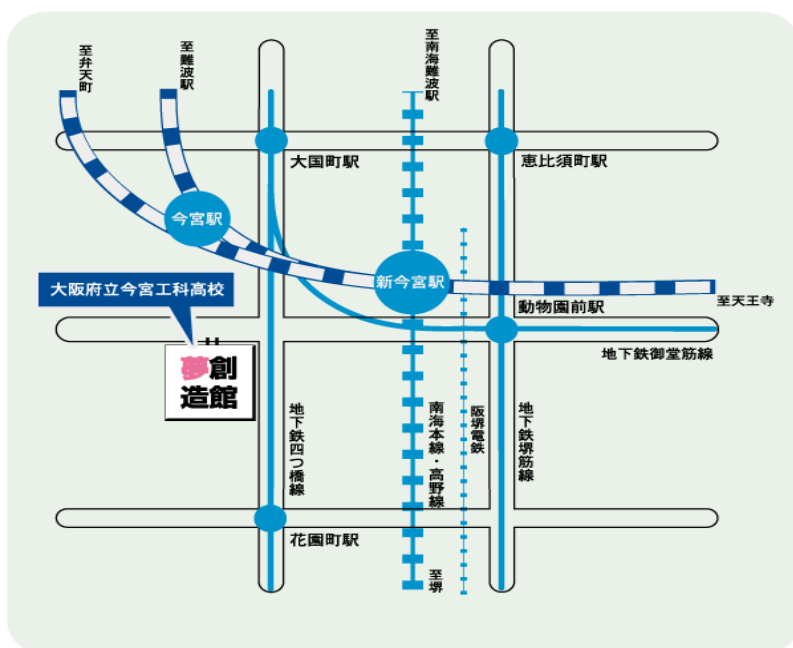 至弁天町
至難波駅
至南海難波駅
大国町駅
恵比須町駅
今宮駅
新今宮駅
大阪府立今宮工科高校
動物園前駅
至天王寺
夢創
造館
地下鉄御堂筋線
地下鉄四つ橋線
南海本線・高野線
阪堺電鉄
地下鉄堺筋線
花園町駅
至堺